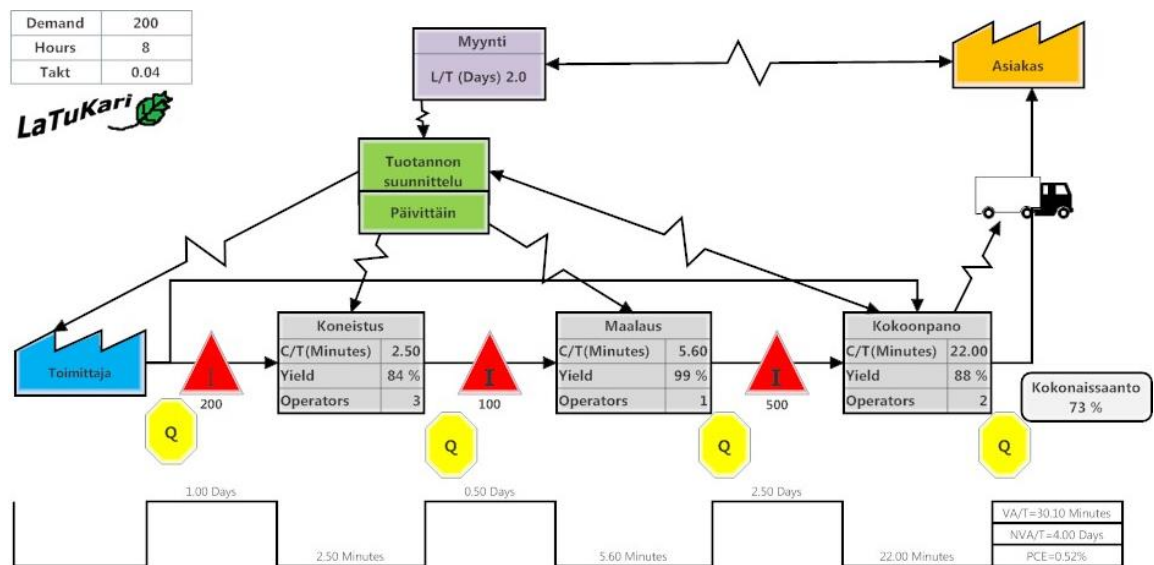 Demand 200
Hours 8
Takt 0.04
LaTuKari
Myynti
L/T (Days) 2.0
Asiakas
Tuotannon
suunnittelu
Päivittäin
Toimittaja
I
200
Q
Koneistus
C/T(Minutes) 2.50
Yield 84 %
Operators 3
I
100
Q
Maalaus
C/T(Minutes) 5.60
Yield 99 %
Operators 1
I
500
Q
Kokoonpano
C/T(Minutes) 22.00
Yield 88 %
Operators 2
Q
Kokonaissaanto
73 %
1.00 Days
0.50 Days
2.50 Days
2.50 Minutes
5.60 Minutes
22.00 Minutes
VA/T=30.10 Minutes
NVA/T=4.00 Days
PCE=0.52%